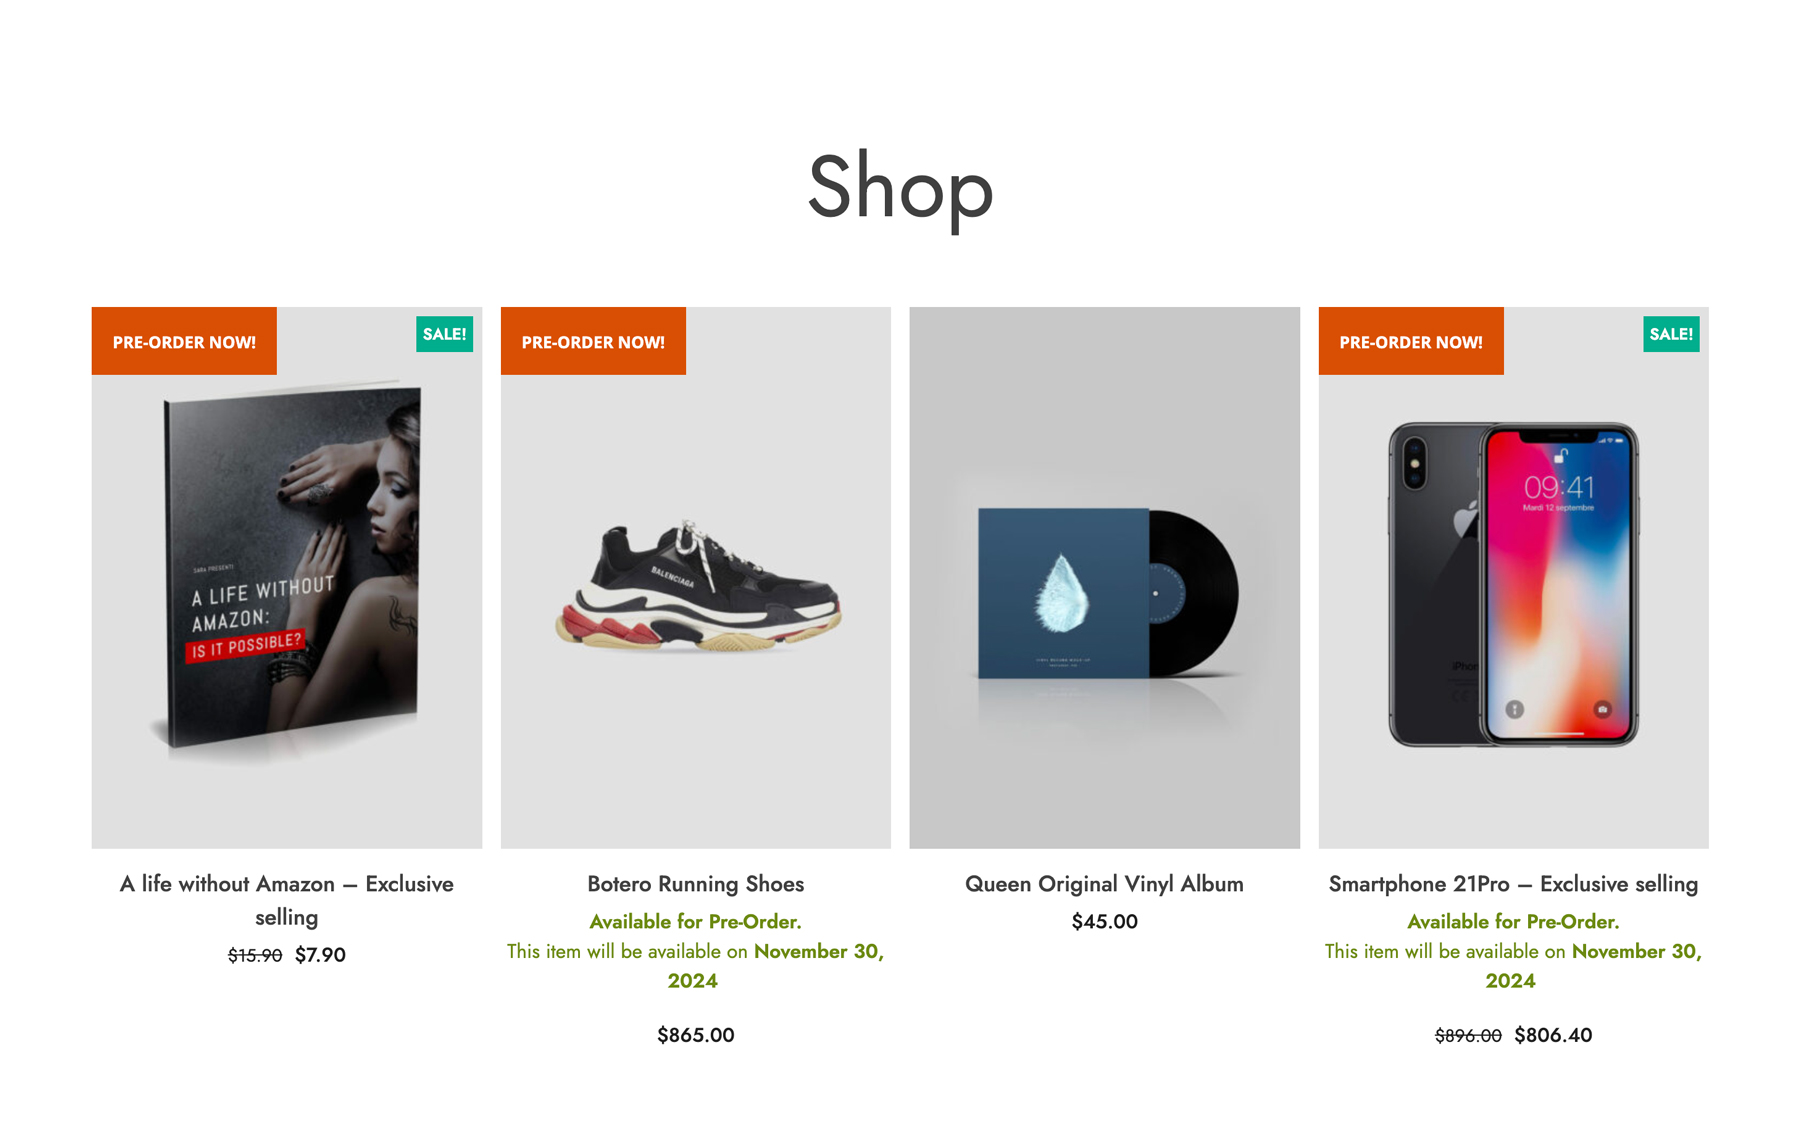 Shop
PRE-ORDER NOW!
SALE!
SARA PRESENTI
A LIFE WITHOUT
AMAZON:
IS IT POSSIBLE?
A life without Amazon – Exclusive
selling
$15.90 $7.90
PRE-ORDER NOW!
BALENCIAGA
Botero Running Shoes
Available for Pre-Order.
This item will be available on November 30,
2024
$865.00
Queen Original Vinyl Album
$45.00
PRE-ORDER NOW!
SALE!
09:41
Mardi 12 septembre
Smartphone 21Pro – Exclusive selling
Available for Pre-Order.
This item will be available on November 30,
2024
$896.00 $806.40